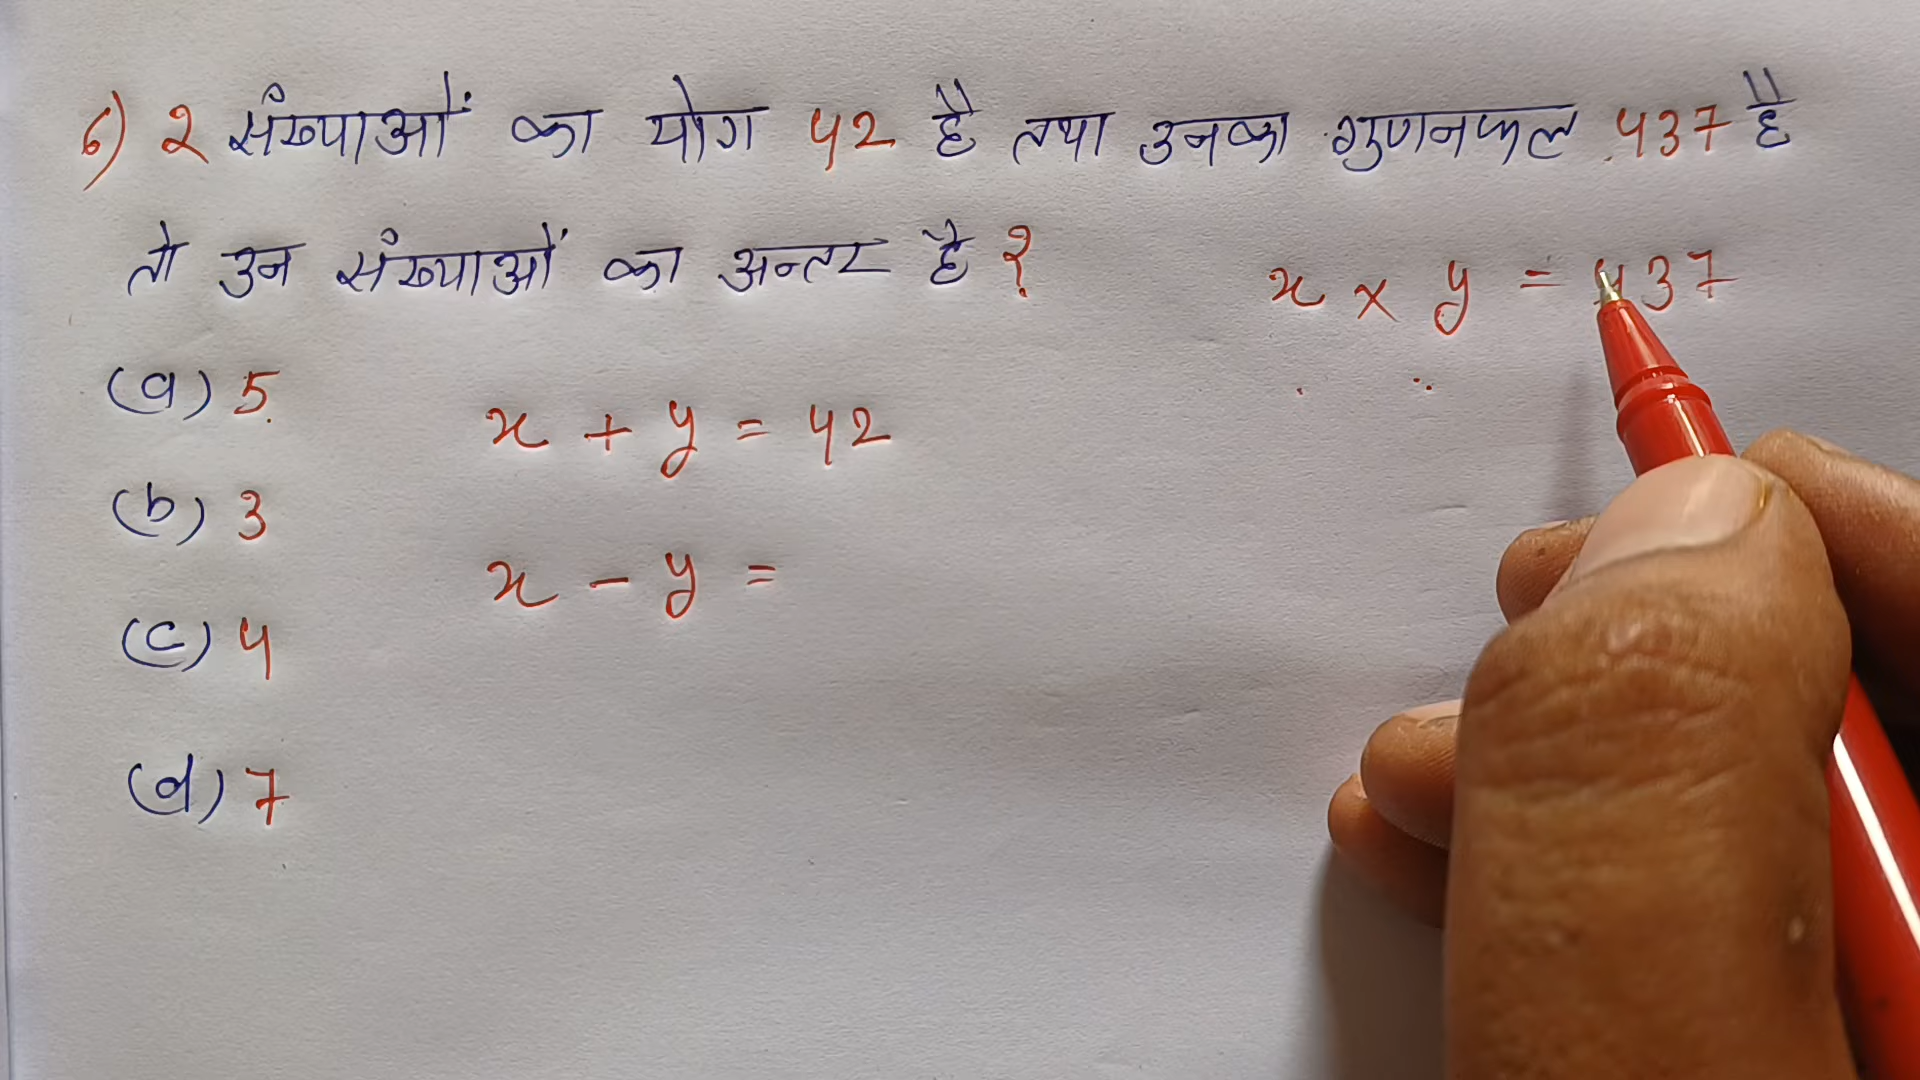 6) 2 संख्याओं का योग 42 है तथा उनका गुणनफल 437 है
तो उन संख्याओं का अन्तर है ?
x × y = 437
(a) 5
x + y = 42
(b) 3
x - y =
(c) 4
(d) 7